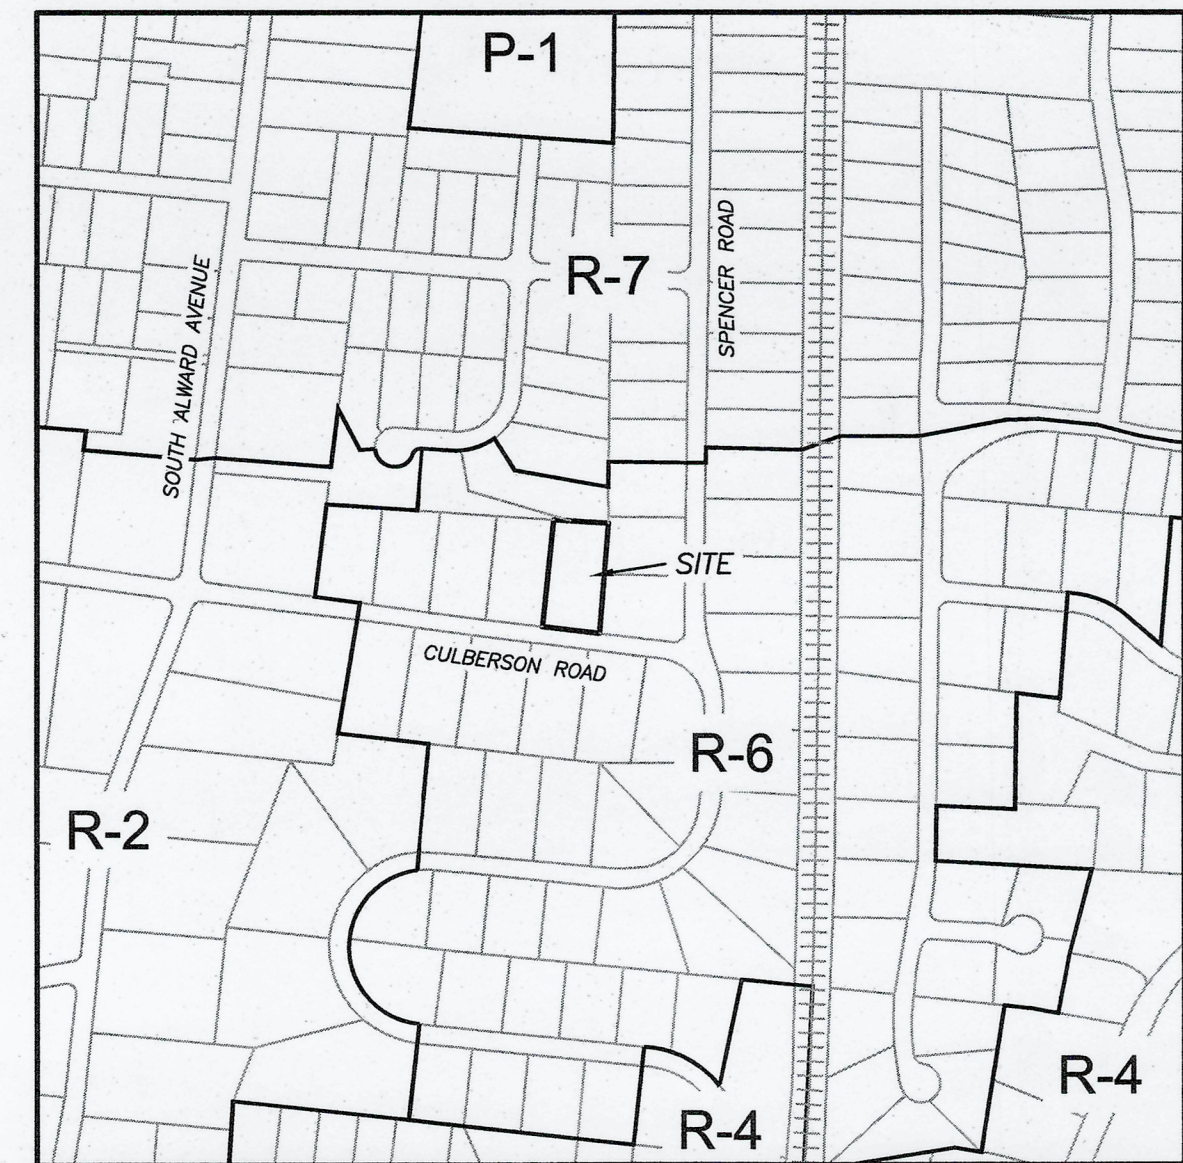 P-1
R-7
SPENCER ROAD
SOUTH ALWARD AVENUE
SITE
CULBERSON ROAD
R-6
R-2
R-4
R-4